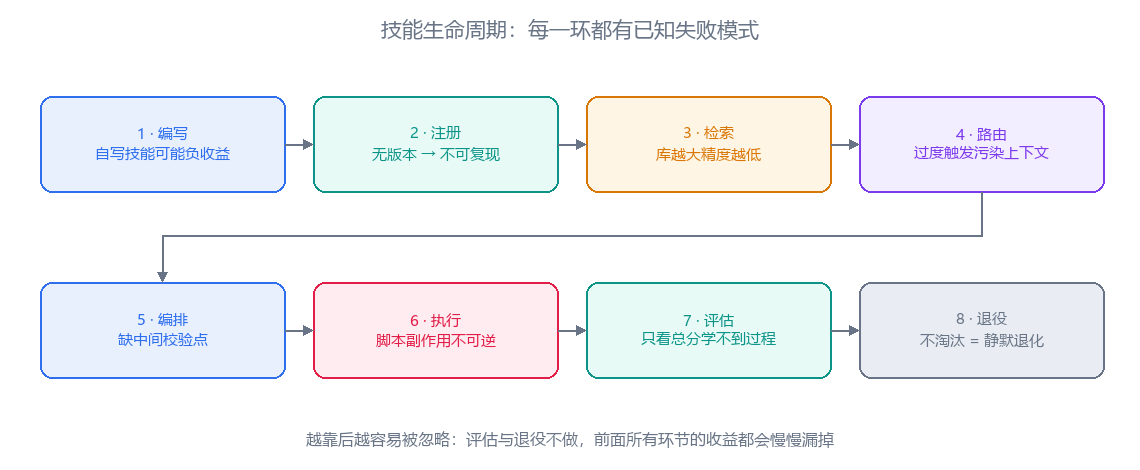 技能生命周期：每一环都有已知失败模式
1 · 编写
自写技能可能负收益
2 · 注册
无版本 → 不可复现
3 · 检索
库越大精度越低
4 · 路由
过度触发污染上下文
5 · 编排
缺中间校验点
6 · 执行
脚本副作用不可逆
7 · 评估
只看总分学不到过程
8 · 退役
不淘汰 = 静默退化
越靠后越容易被忽略：评估与退役不做，前面所有环节的收益都会慢慢漏掉